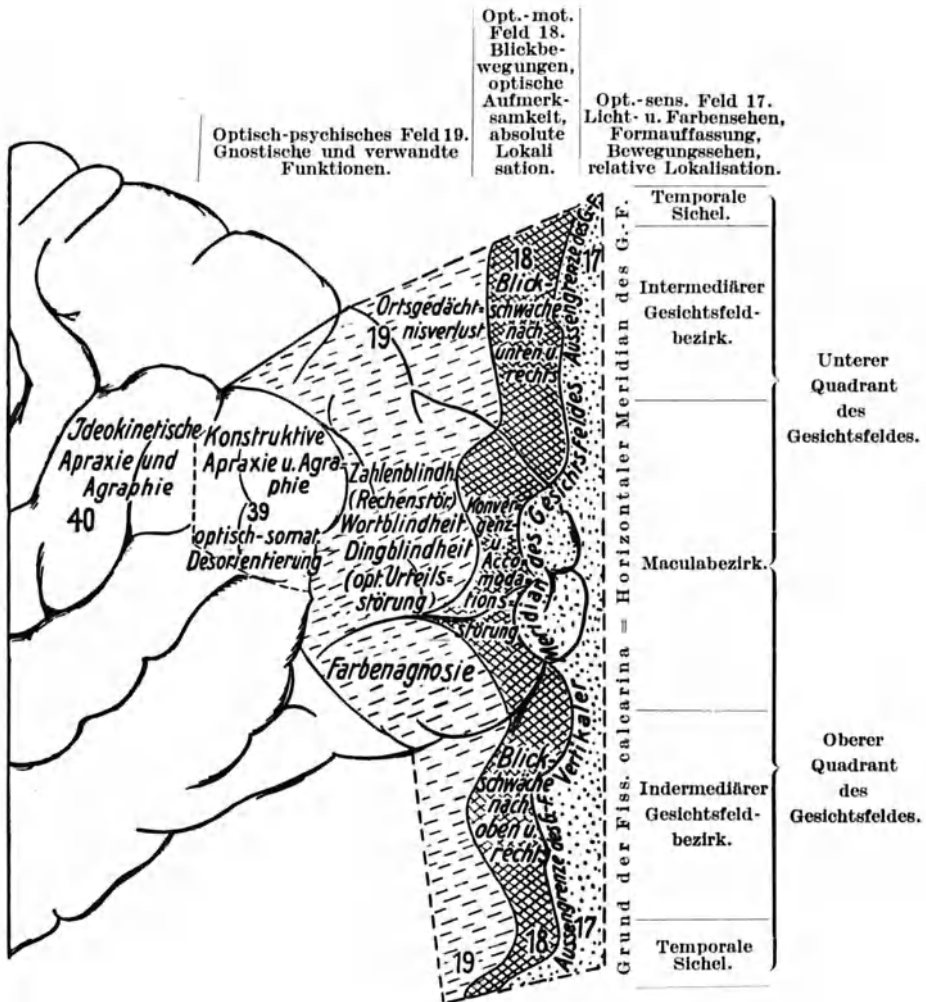 Opt.-mot.
Feld 18.
Blickbe-
wegungen,
optische
Aufmerk-
samkeit,
absolute
Lokali
sation.
Opt.-sens. Feld 17.
Licht- u. Farbensehen,
Formauffassung,
Bewegungssehen,
relative Lokalisation.
Optisch-psychisches Feld 19.
Gnostische und verwandte
Funktionen.
Temporale
Sichel.
Intermediärer
Gesichtsfeld-
bezirk.
Maculabezirk.
Indermediärer
Gesichtsfeld-
bezirk.
Temporale
Sichel.
Unterer
Quadrant
des
Gesichtsfeldes.
Oberer
Quadrant
des
Gesichtsfeldes.
Grund der Fiss. calcarina = Horizontaler Meridian des G.-F.
Aussengrenze des G.-F.
17
Vertikaler Meridian des Gesichtsfeldes
Aussengrenze des G.F.
17
18
Blick-
schwäche
nach
unten u.
rechts
Konver-
genz-
u.
Acco-
moda
tions-
störung
Blick-
schwäche
nach
oben u.
rechts
18
19
Ortsgedächt-
nisverlust
19
Zahlenblindh.
(Rechenstör.)
Wortblindheit
Dingblindheit
(opt. Urteils-
störung)
Farbenagnosie
Konstruktive
Apraxie u. Agra-
phie
39
optisch-somat.
Desorientierung
Jdeokinetische
Apraxie und
Agraphie
40